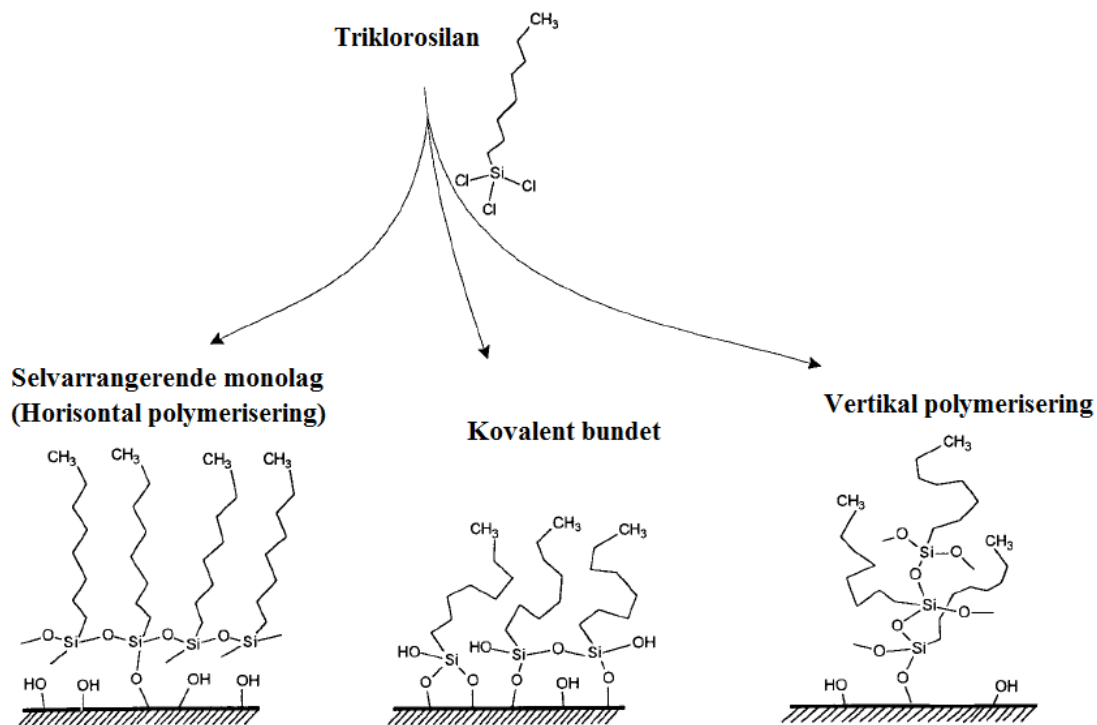 Triklorosilan
CH3
Si
Cl
Cl
Cl
Selvarrangerende monolag
(Horisontal polymerisering)
Kovalent bundet
Vertikal polymerisering
CH3
CH3
CH3
CH3
O
Si
O
Si
O
Si
O
Si
O
HO
OH
OH
OH
CH3
CH3
CH3
HO
Si
HO
Si
O
Si
OH
O
O
O
OH
O
CH3
CH3
CH3
O
Si
O
O
Si
O
O
O
Si
O
HO
OH